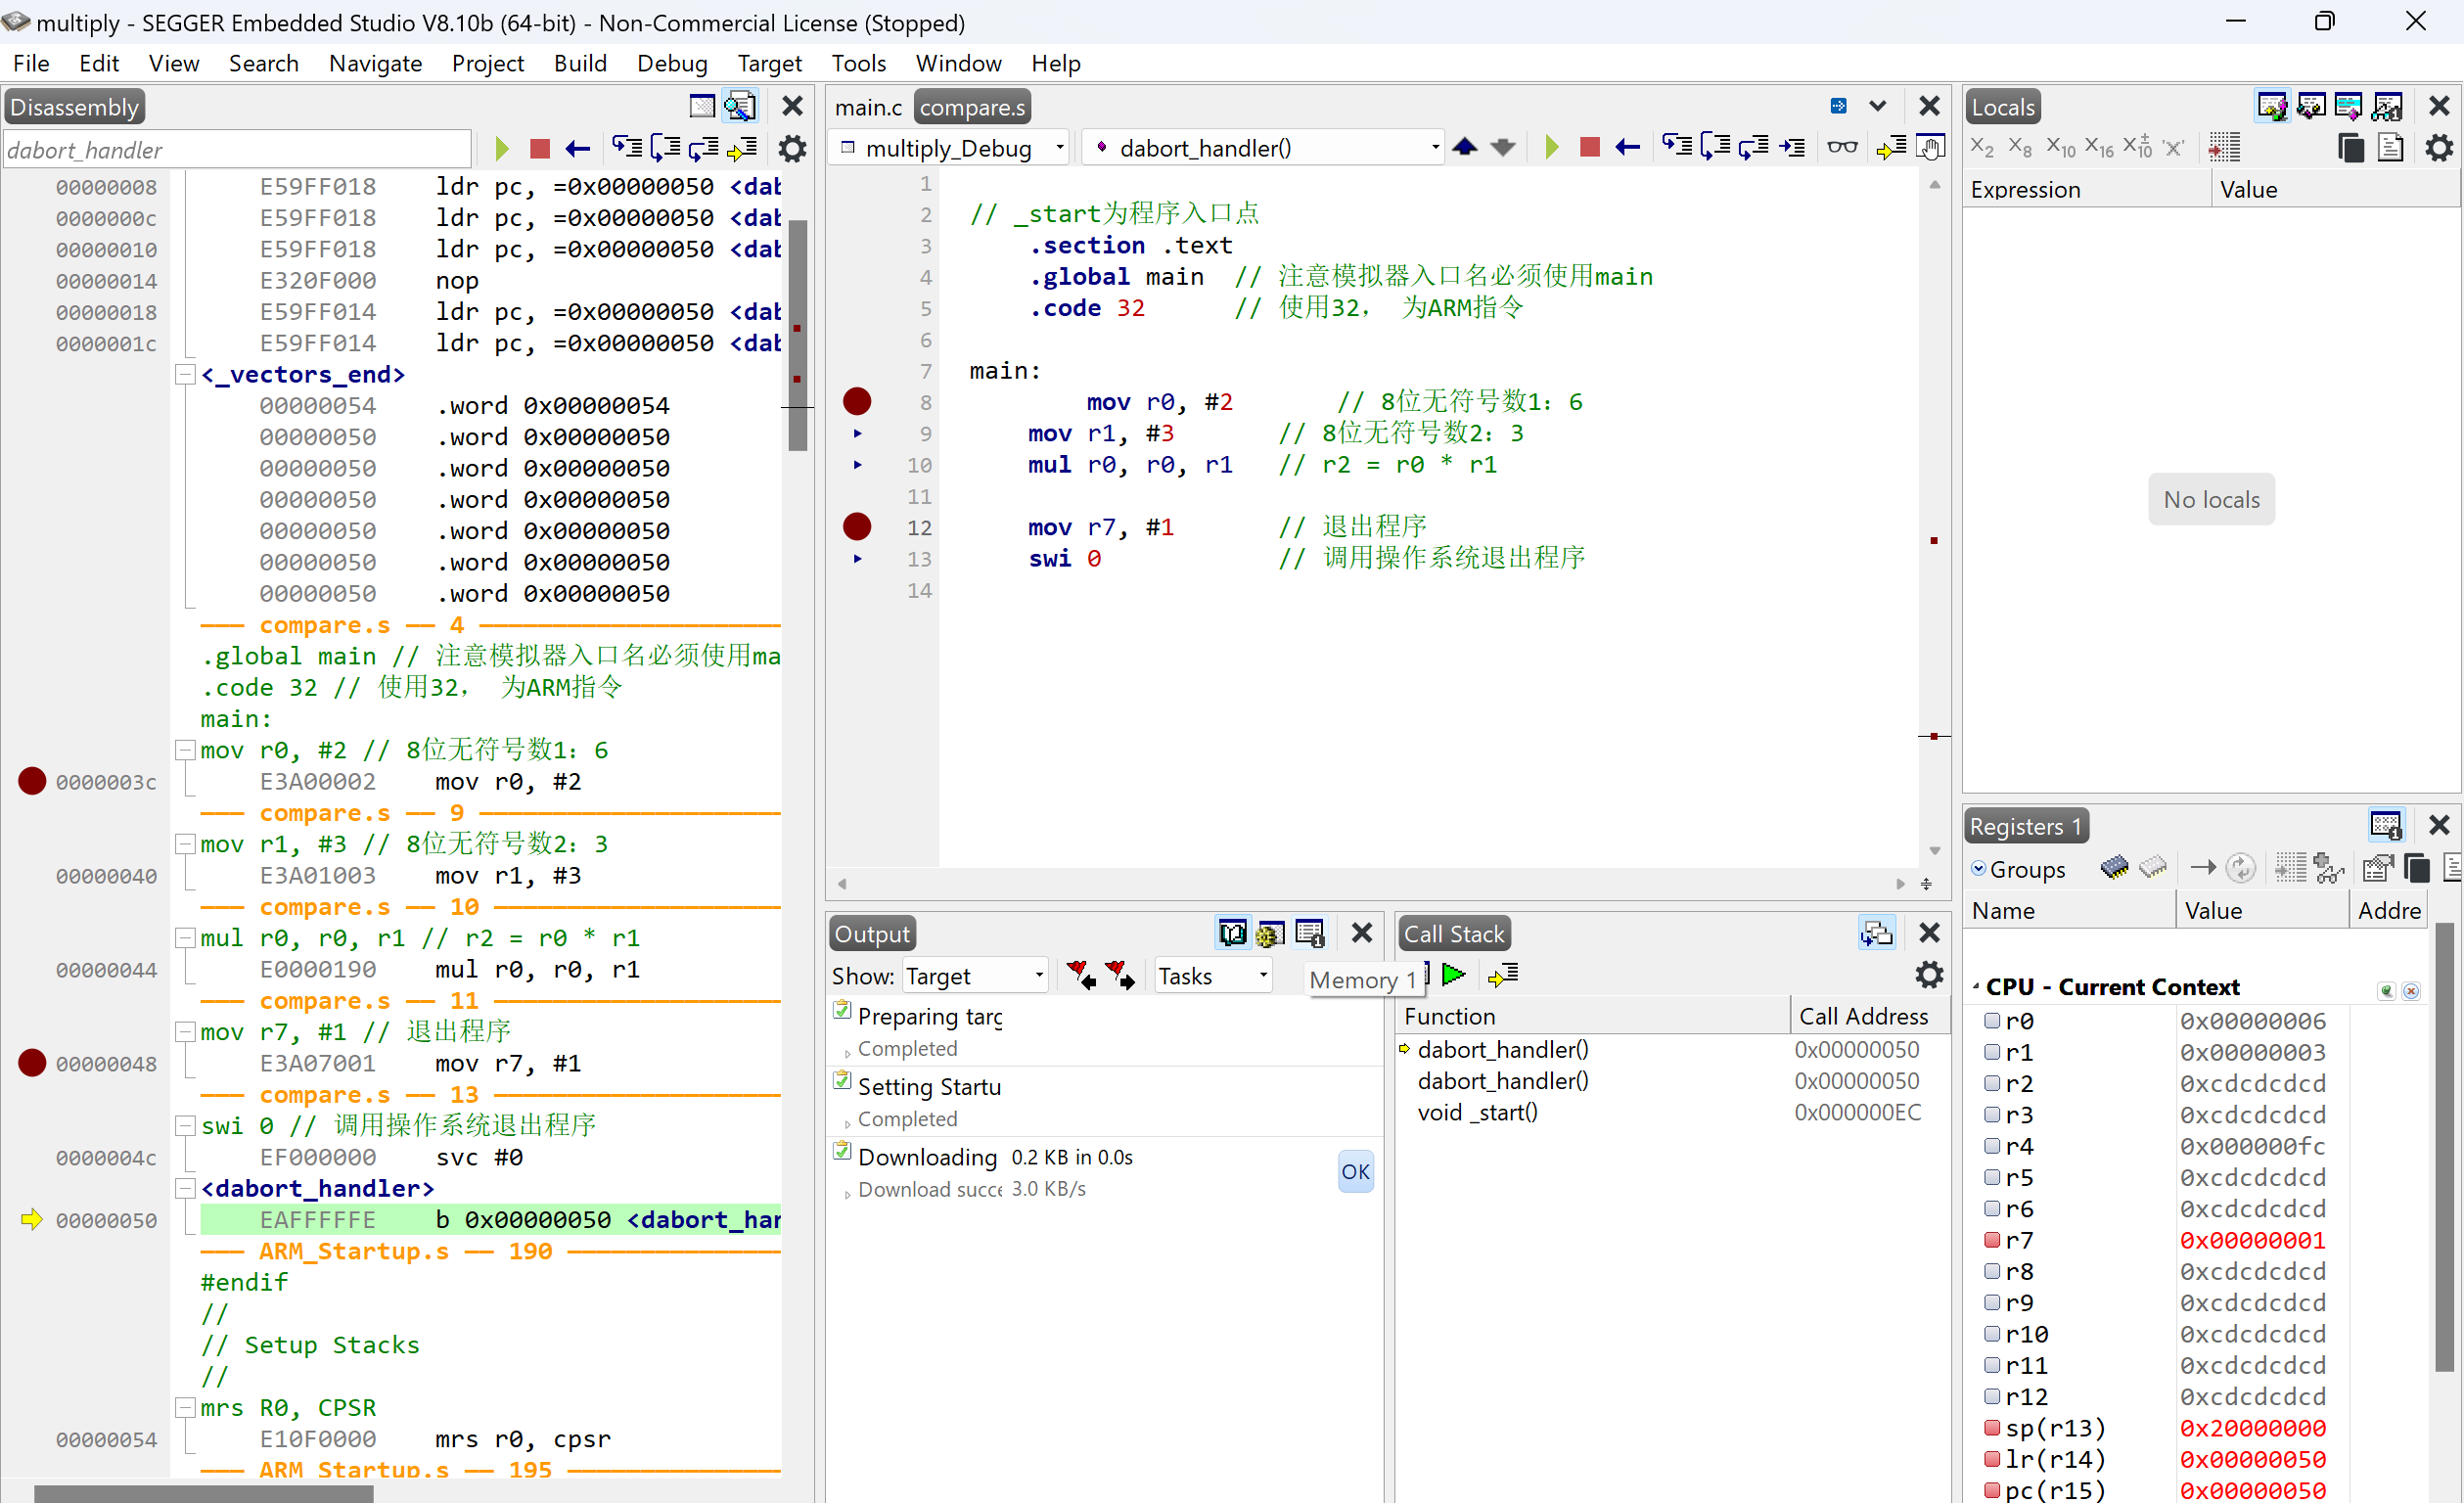 multiply - SEGGER Embedded Studio V8.10b (64-bit) - Non-Commercial License (Stopped)
File Edit View Search Navigate Project Build Debug Target Tools Window Help
Disassembly
dabort_handler
00000008 E59FF018 ldr pc, =0x00000050 <dab
0000000c E59FF018 ldr pc, =0x00000050 <dab
00000010 E59FF018 ldr pc, =0x00000050 <dab
00000014 E320F000 nop
00000018 E59FF014 ldr pc, =0x00000050 <dab
0000001c E59FF014 ldr pc, =0x00000050 <dab
<_vectors_end>
00000054 .word 0x00000054
00000050 .word 0x00000050
00000050 .word 0x00000050
00000050 .word 0x00000050
00000050 .word 0x00000050
00000050 .word 0x00000050
00000050 .word 0x00000050
compare.s — 4
.global main // 注意模拟器入口名必须使用ma
.code 32 // 使用32， 为ARM指令
main:
mov r0, #2 // 8位无符号数1: 6
0000003c E3A00002 mov r0, #2
compare.s — 9
mov r1, #3 // 8位无符号数2: 3
00000040 E3A01003 mov r1, #3
compare.s — 10
mul r0, r0, r1 // r2 = r0 * r1
00000044 E0000190 mul r0, r0, r1
compare.s — 11
mov r7, #1 // 退出程序
00000048 E3A07001 mov r7, #1
compare.s — 13
swi 0 // 调用操作系统退出程序
0000004c EF000000 svc #0
<dabort_handler>
00000050 EAFFFFFE b 0x00000050 <dabort_han
ARM_Startup.s — 190
#endif
//
// Setup Stacks
//
mrs R0, CPSR
00000054 E10F0000 mrs r0, cpsr
ARM_Startup.s — 195
main.c compare.s
multiply_Debug dabort_handler()
1
2 // _start为程序入口点
3 .section .text
4 .global main // 注意模拟器入口名必须使用main
5 .code 32 // 使用32， 为ARM指令
6
7 main:
8 mov r0, #2 // 8位无符号数1: 6
9 mov r1, #3 // 8位无符号数2: 3
10 mul r0, r0, r1 // r2 = r0 * r1
11
12 mov r7, #1 // 退出程序
13 swi 0 // 调用操作系统退出程序
14
Output
Show: Target Tasks
Memory 1
Preparing targ
Completed
Setting Startu
Completed
Downloading 0.2 KB in 0.0s
Download succe 3.0 KB/s
OK
Call Stack
Function Call Address
dabort_handler() 0x00000050
dabort_handler() 0x00000050
void _start() 0x000000EC
Locals
X2 X8 X10 X16 X±10 'X'
Expression Value
No locals
Registers 1
Groups
Name Value Addre
CPU - Current Context
r0 0x00000006
r1 0x00000003
r2 0xcdcdcdcd
r3 0xcdcdcdcd
r4 0x000000fc
r5 0xcdcdcdcd
r6 0xcdcdcdcd
r7 0x00000001
r8 0xcdcdcdcd
r9 0xcdcdcdcd
r10 0xcdcdcdcd
r11 0xcdcdcdcd
r12 0xcdcdcdcd
sp(r13) 0x20000000
lr(r14) 0x00000050
pc(r15) 0x00000050